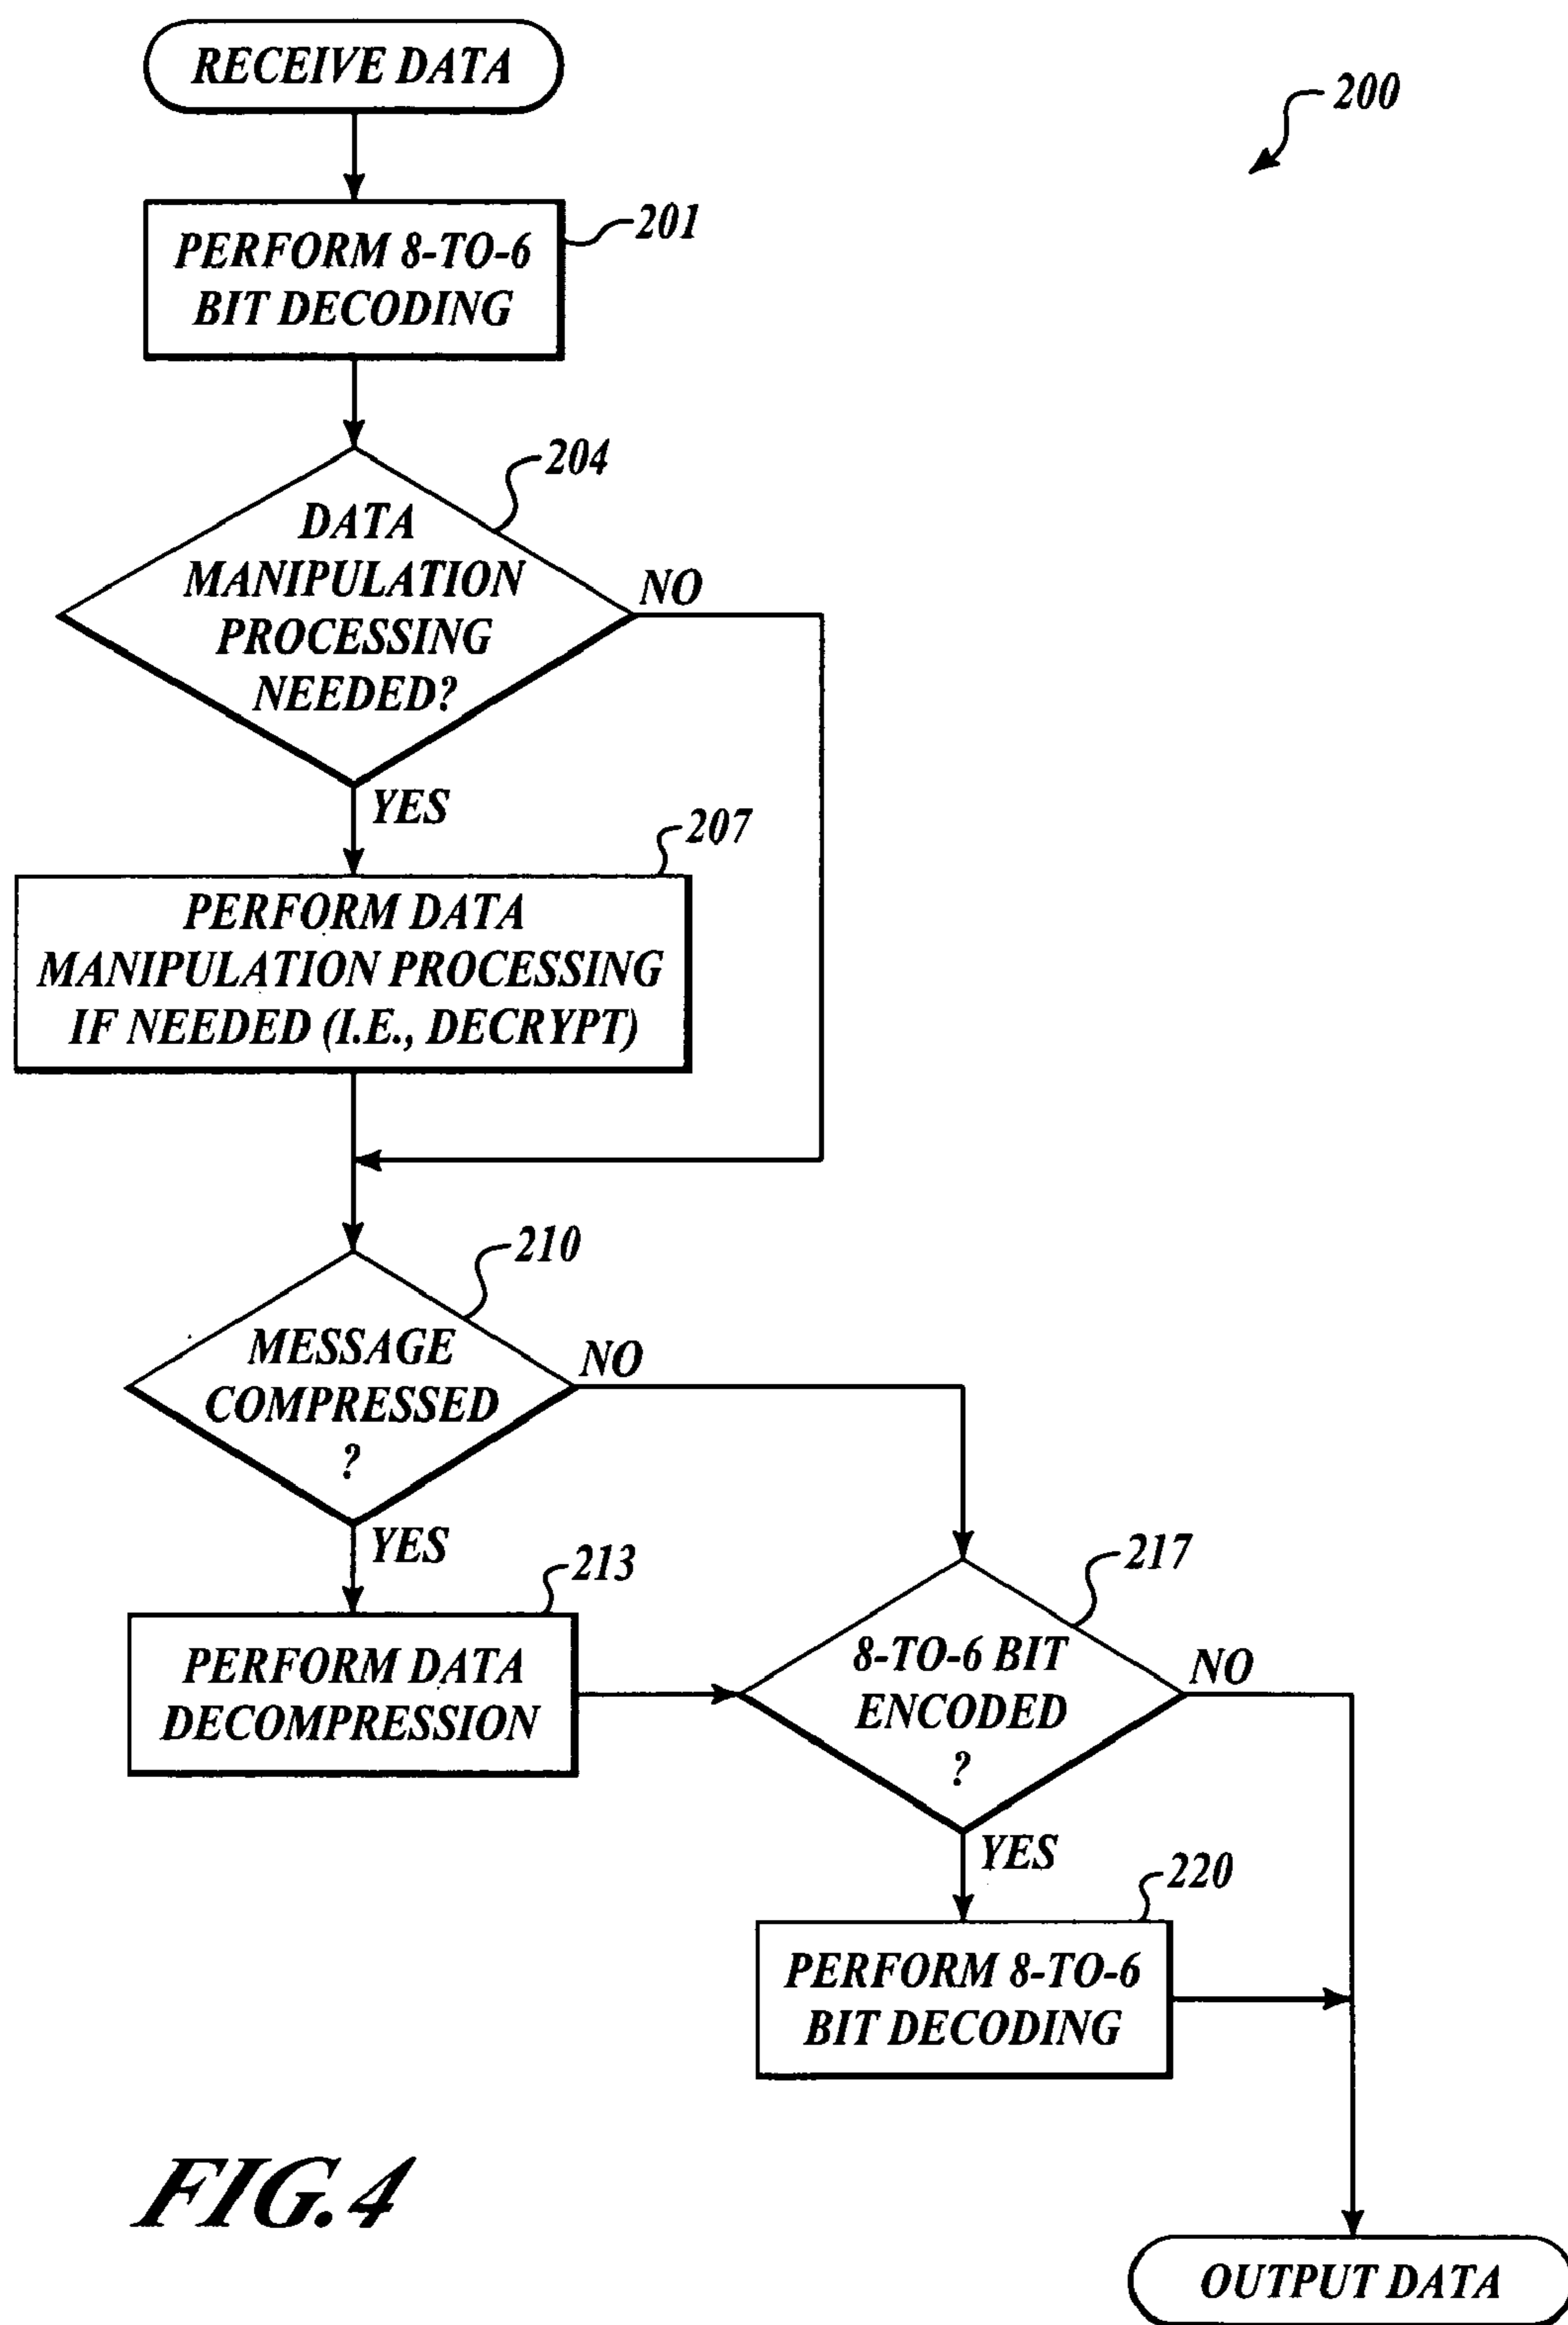 RECEIVE DATA
200
201
PERFORM 8-TO-6
BIT DECODING
204
DATA
MANIPULATION
PROCESSING
NEEDED?
NO
YES
207
PERFORM DATA
MANIPULATION PROCESSING
IF NEEDED (I.E., DECRYPT)
210
MESSAGE
COMPRESSED
?
NO
YES
213
PERFORM DATA
DECOMPRESSION
217
8-TO-6 BIT
ENCODED
?
NO
YES
220
PERFORM 8-TO-6
BIT DECODING
FIG.4
OUTPUT DATA